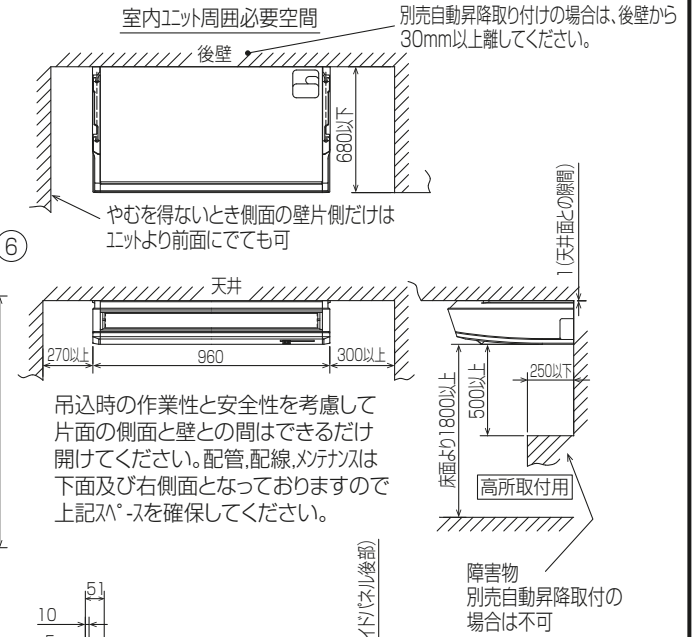 室内ユニット周囲必要空間
別売自動昇降取り付けの場合は、後壁から
30mm以上離してください。
後壁
680以下
やむを得ないとき側面の壁片側だけは
ユニットより前面にでても可
1(天井面との隙間)
⑥
天井
270以上
960
300以上
250以下
500以上
床面より1800以上
高所取付用
吊込時の作業性と安全性を考慮して
片面の側面と壁との間はできるだけ
開けてください。配管,配線,メンテナンスは
下面及び右側面となっておりますので
上記スペースを確保してください。
障害物
別売自動昇降取付の
場合は不可
51
10
イドパネル後部)